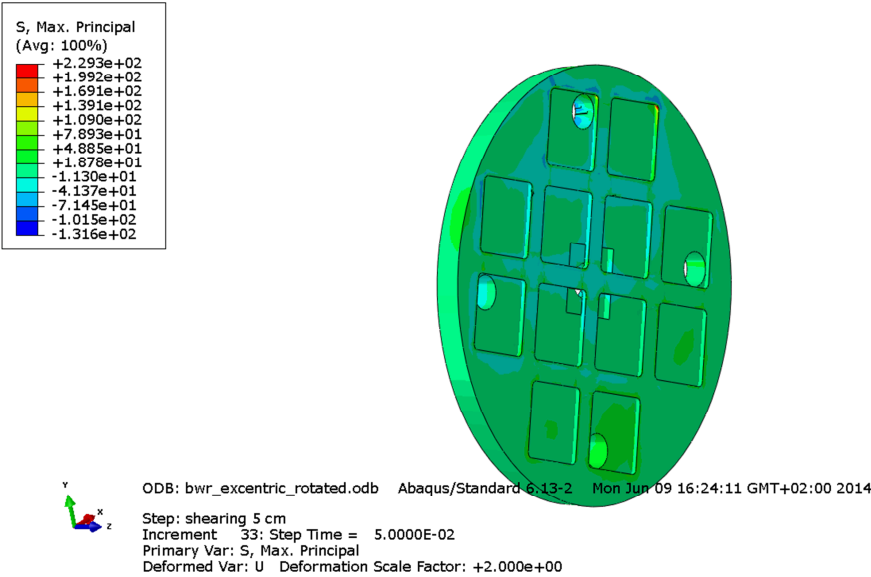 S, Max. Principal
(Avg: 100%)
+2.293e+02
+1.992e+02
+1.691e+02
+1.391e+02
+1.090e+02
+7.893e+01
+4.885e+01
+1.878e+01
-1.130e+01
-4.137e+01
-7.145e+01
-1.015e+02
-1.316e+02
Y
X
Z
ODB: bwr_excentric_rotated.odb Abaqus/Standard 6.13-2 Mon Jun 09 16:24:11 GMT+02:00 2014
Step: shearing 5 cm
Increment 33: Step Time = 5.0000E-02
Primary Var: S, Max. Principal
Deformed Var: U Deformation Scale Factor: +2.000e+00